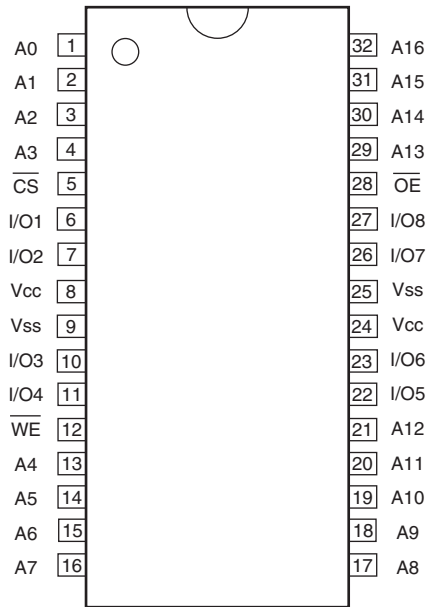 A0 1 32 A16
A1 2 31 A15
A2 3 30 A14
A3 4 29 A13
C̅S̅ 5 28 O̅E̅
I/O1 6 27 I/O8
I/O2 7 26 I/O7
Vcc 8 25 Vss
Vss 9 24 Vcc
I/O3 10 23 I/O6
I/O4 11 22 I/O5
W̅E̅ 12 21 A12
A4 13 20 A11
A5 14 19 A10
A6 15 18 A9
A7 16 17 A8